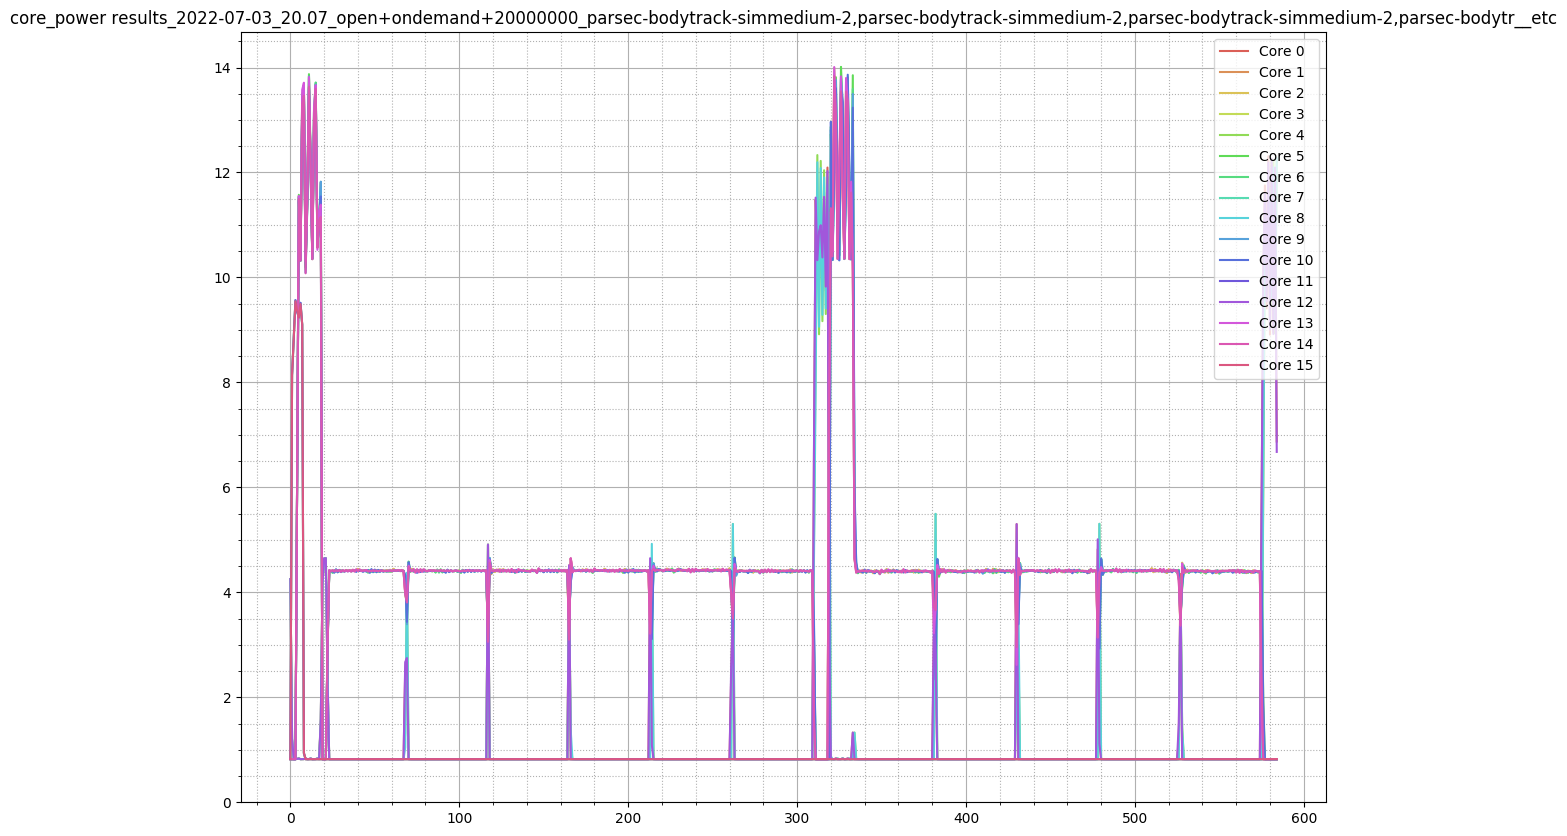 core_power results_2022-07-03_20.07_open+ondemand+20000000_parsec-bodytrack-simmedium-2,parsec-bodytrack-simmedium-2,parsec-bodytrack-simmedium-2,parsec-bodytr__etc
14
12
10
8
6
4
2
0
0
100
200
300
400
500
600
Core 0
Core 1
Core 2
Core 3
Core 4
Core 5
Core 6
Core 7
Core 8
Core 9
Core 10
Core 11
Core 12
Core 13
Core 14
Core 15